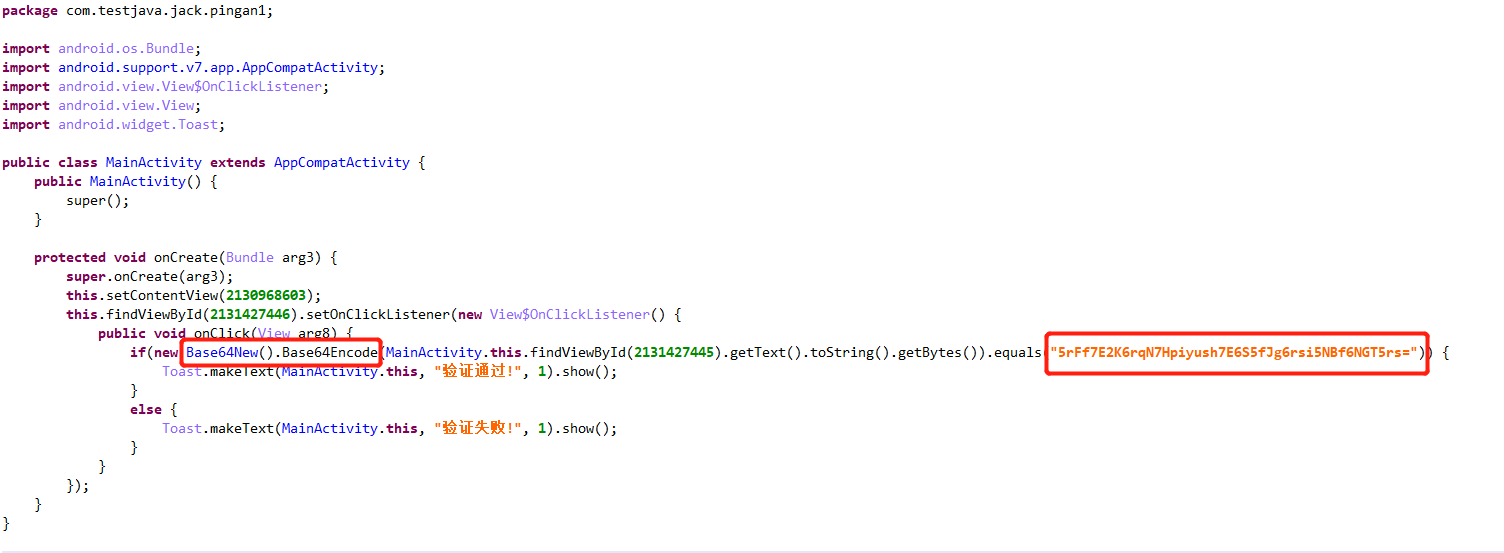 package com.testjava.jack.pingan1;
import android.os.Bundle;
import android.support.v7.app.AppCompatActivity;
import android.view.View$OnClickListener;
import android.view.View;
import android.widget.Toast;
public class MainActivity extends AppCompatActivity {
public MainActivity() {
super();
}
protected void onCreate(Bundle arg3) {
super.onCreate(arg3);
this.setContentView(2130968603);
this.findViewById(2131427446).setOnClickListener(new View$OnClickListener() {
public void onClick(View arg8) {
if(new Base64New().Base64Encode(MainActivity.this.findViewById(2131427445).getText().toString().getBytes()).equals("5rFf7E2K6rqN7Hpiyush7E6S5fJg6rsi5NBf6NGT5rs=")) {
Toast.makeText(MainActivity.this, "验证通过!", 1).show();
}
else {
Toast.makeText(MainActivity.this, "验证失败!", 1).show();
}
}
});
}
}